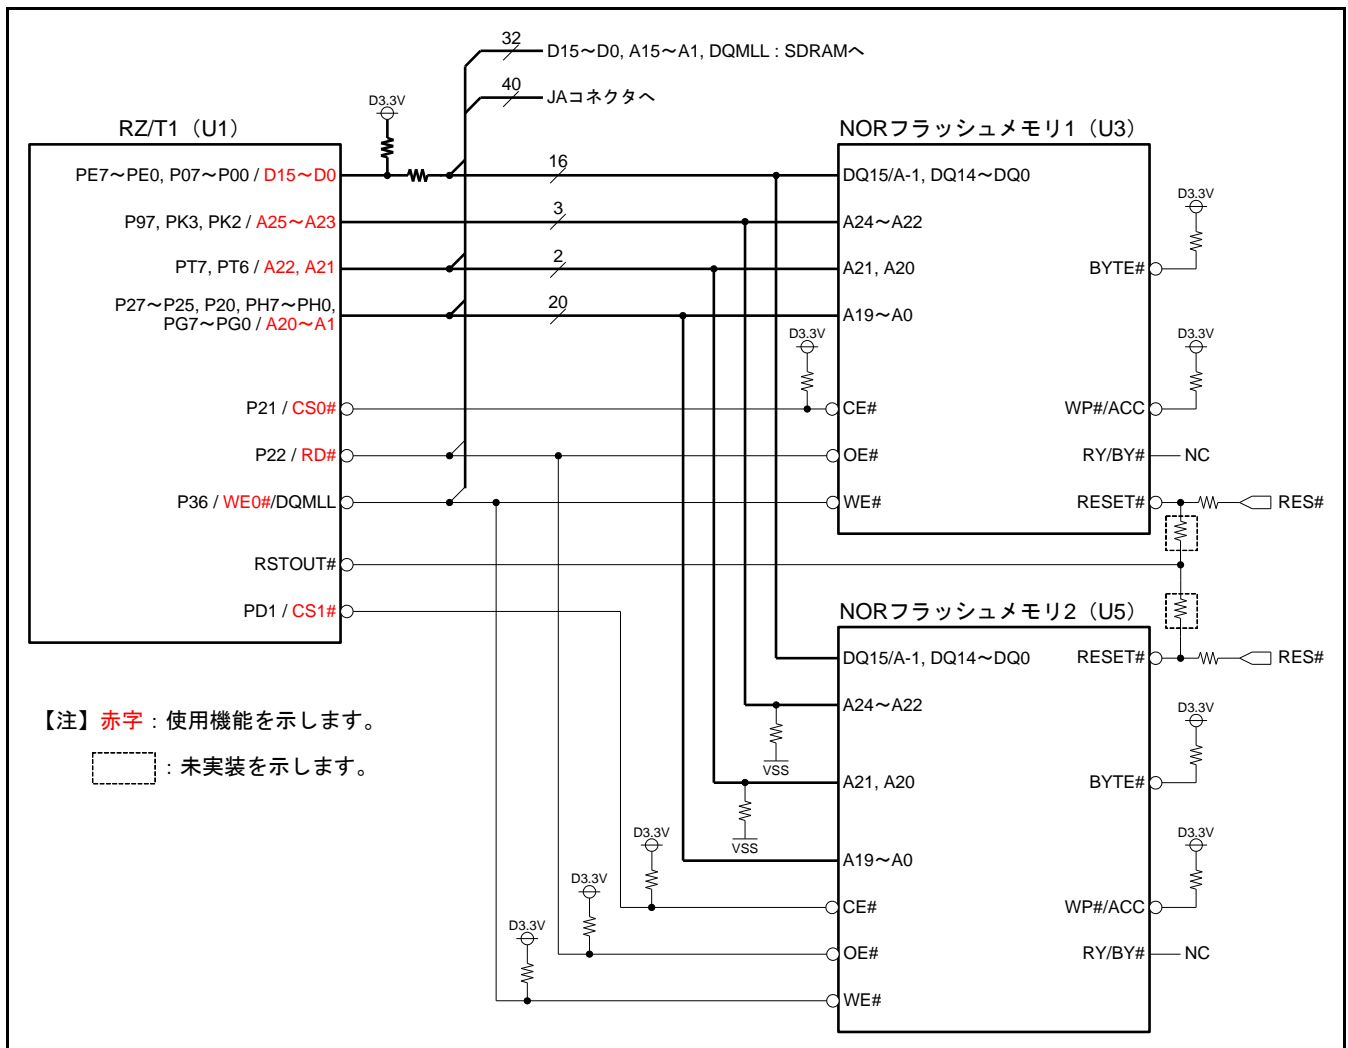 32
D15～D0, A15～A1, DQMLL : SDRAMへ
40
JAコネクタへ
D3.3V
RZ/T1（U1）
PE7～PE0, P07～P00 / D15～D0
P97, PK3, PK2 / A25～A23
PT7, PT6 / A22, A21
P27～P25, P20, PH7～PH0,
PG7～PG0 / A20～A1
P21 / CS0#
P22 / RD#
P36 / WE0#/DQMLL
RSTOUT#
PD1 / CS1#
16
3
2
20
D3.3V
NORフラッシュメモリ1（U3）
DQ15/A-1, DQ14～DQ0
A24～A22
A21, A20
A19～A0
CE#
OE#
WE#
BYTE#
WP#/ACC
RY/BY#
RESET#
D3.3V
D3.3V
NC
RES#
NORフラッシュメモリ2（U5）
DQ15/A-1, DQ14～DQ0
A24～A22
A21, A20
A19～A0
CE#
OE#
WE#
RESET#
BYTE#
WP#/ACC
RY/BY#
RES#
D3.3V
D3.3V
NC
VSS
VSS
D3.3V
D3.3V
D3.3V
【注】赤字：使用機能を示します。
：未実装を示します。